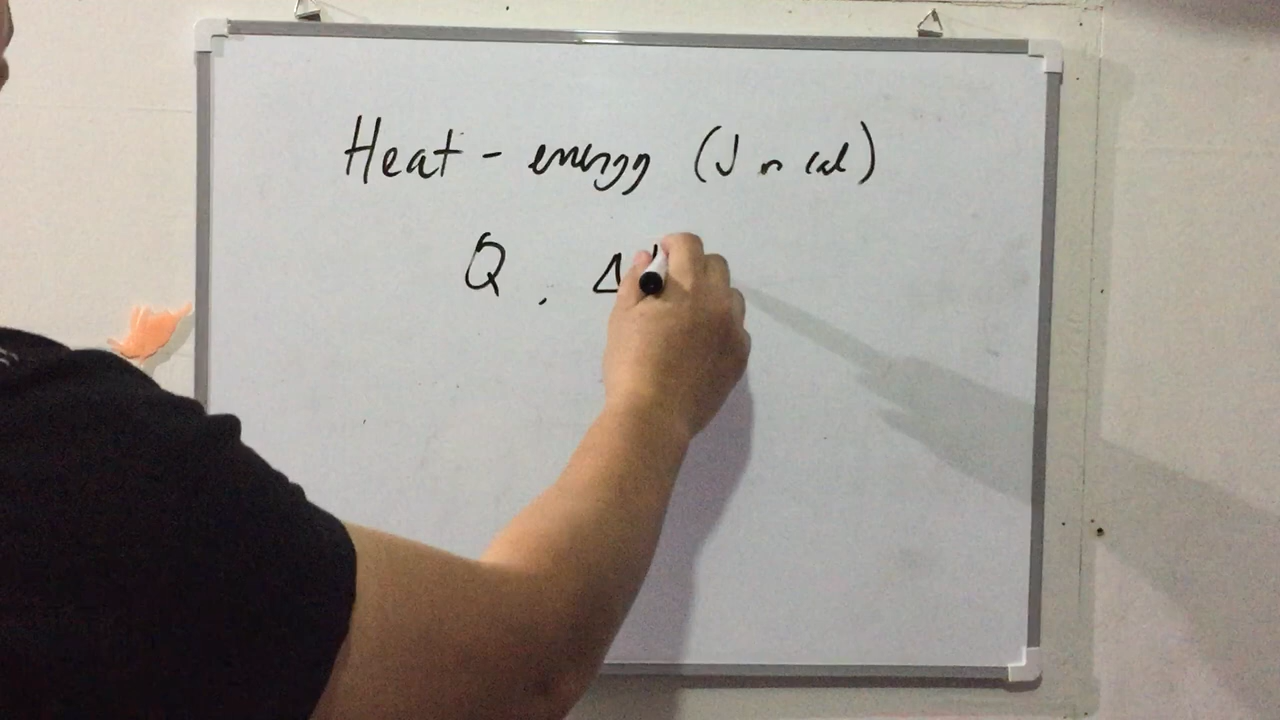 Heat - energy (J or cal)
Q , Δ